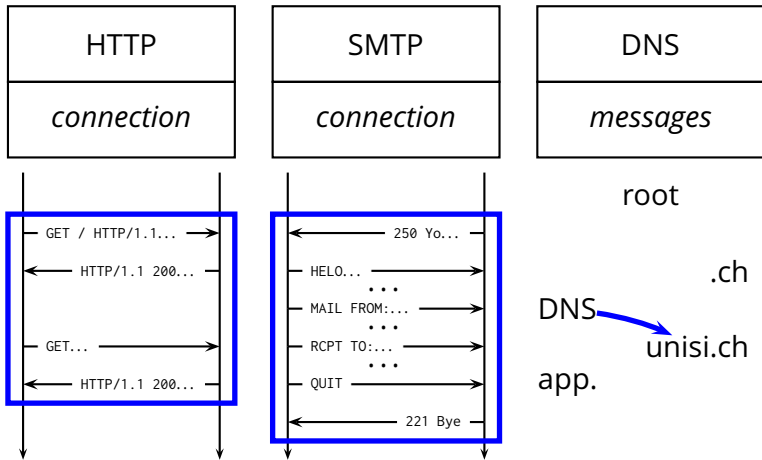 HTTP
connection
GET / HTTP/1.1...
HTTP/1.1 200...
GET...
HTTP/1.1 200...
SMTP
connection
250 Yo...
HELO...
...
MAIL FROM:...
...
RCPT TO:...
...
QUIT
221 Bye
DNS
messages
root
.ch
DNS
unisi.ch
app.